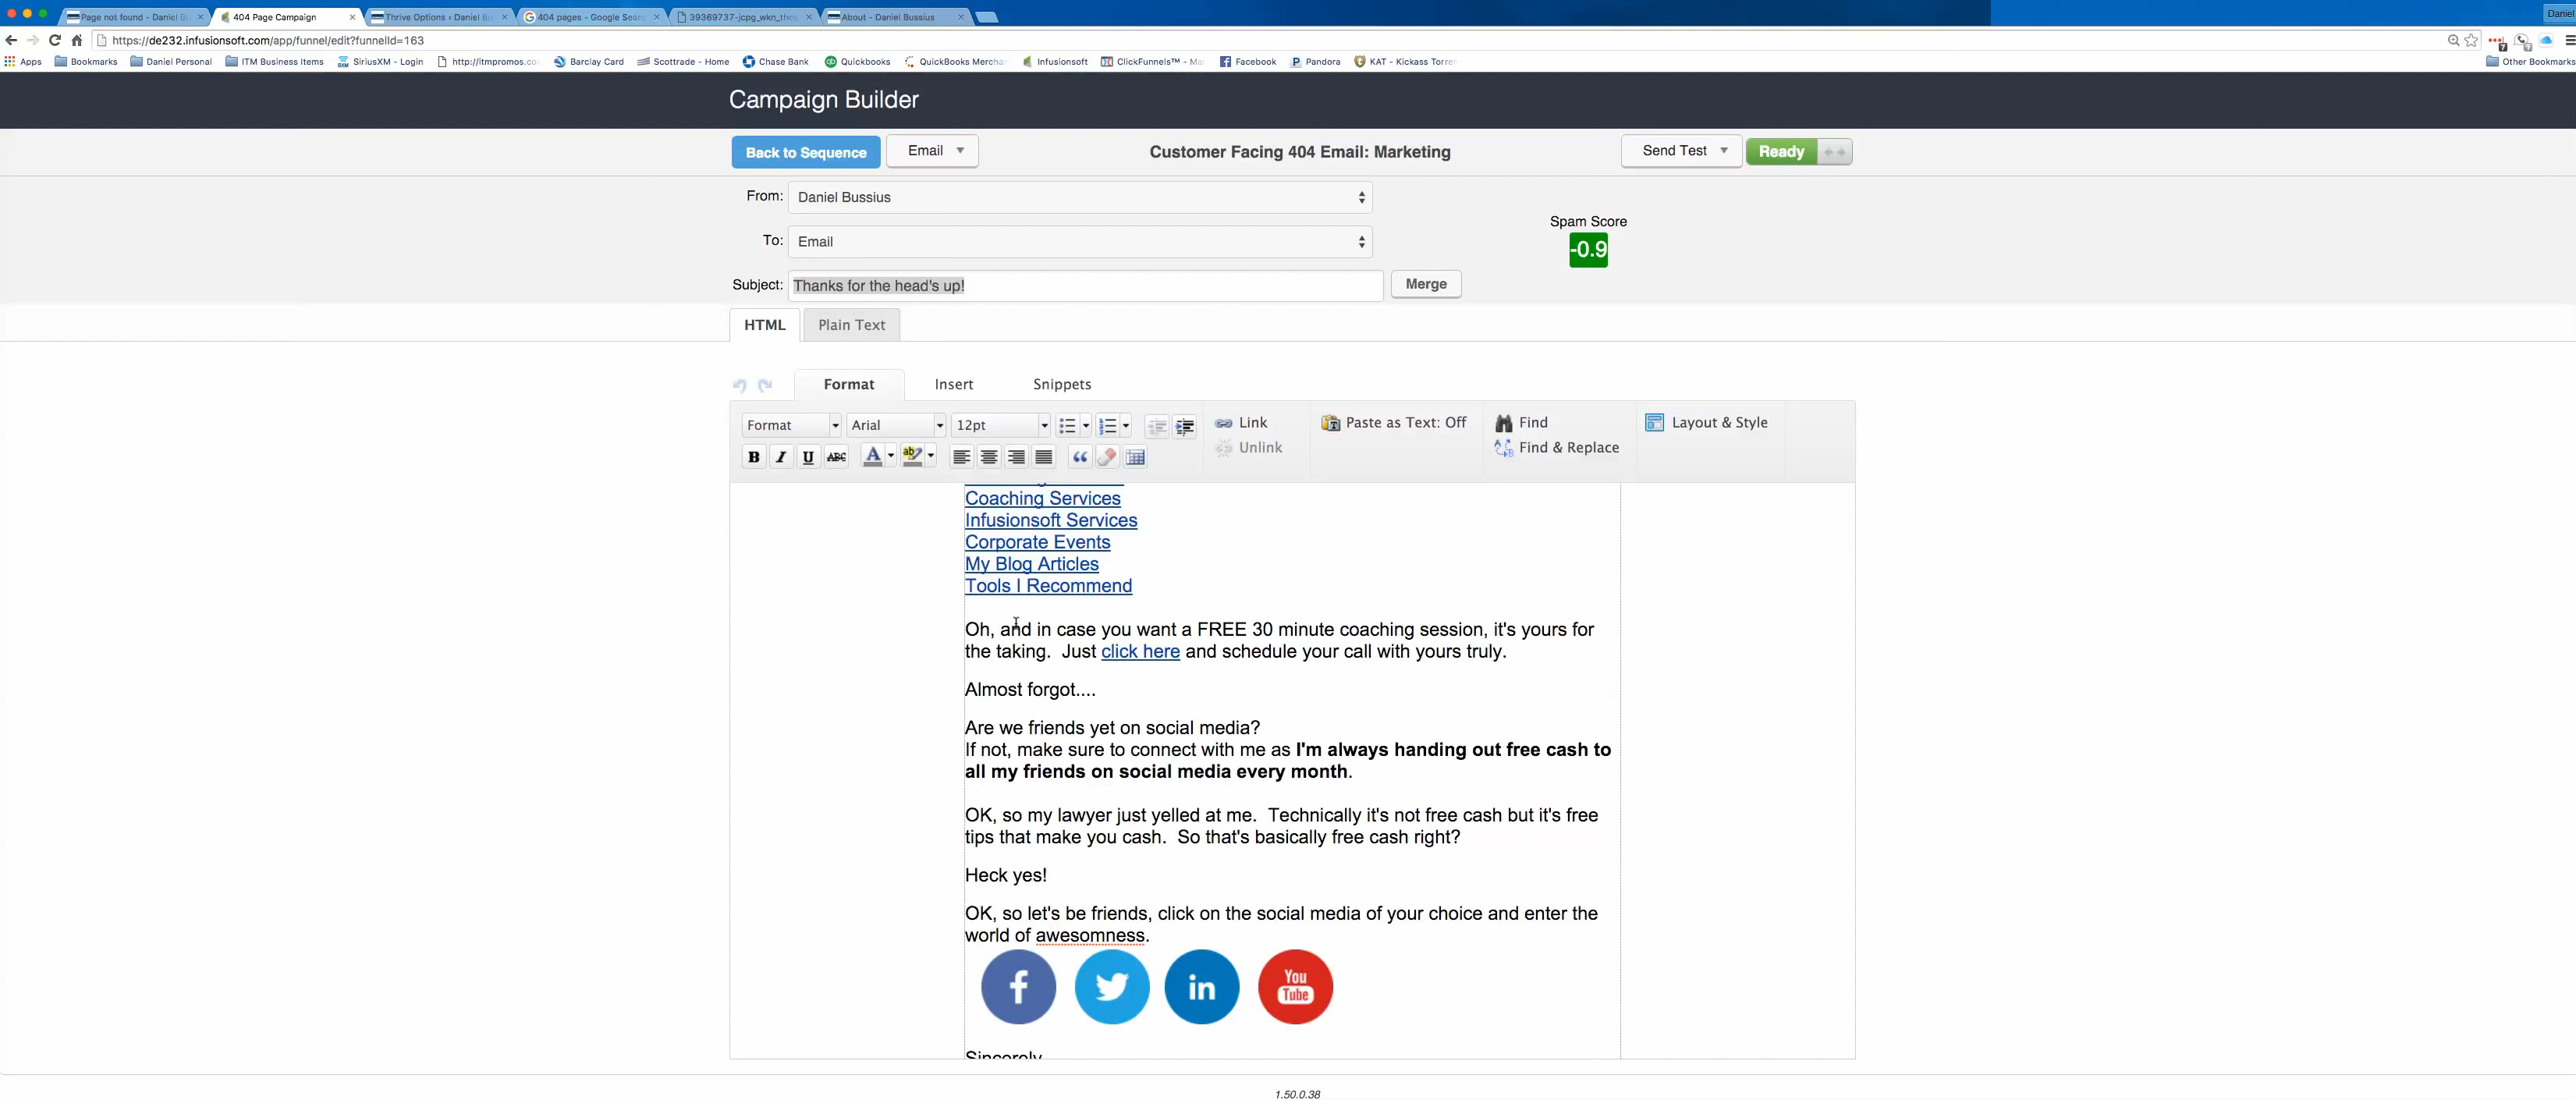 Page not found - Daniel Bu
404 Page Campaign
Thrive Options ‹ Daniel Bu
404 pages - Google Sear
39369737-jcpg_wkn_thos
About - Daniel Bussius
Daniel
https://de232.infusionsoft.com/app/funnel/edit?funnelId=163
Apps
Bookmarks
Daniel Personal
ITM Business Items
SiriusXM - Login
http://itmpromos.co
Barclay Card
Scottrade - Home
Chase Bank
Quickbooks
QuickBooks Mercha
Infusionsoft
ClickFunnels™ - Ma
Facebook
Pandora
KAT - Kickass Torre
Other Bookmarks
Campaign Builder
Back to Sequence
Email
Customer Facing 404 Email: Marketing
Send Test
Ready
From:
Daniel Bussius
To:
Email
Spam Score
-0.9
Subject:
Thanks for the head's up!
Merge
HTML
Plain Text
Format
Insert
Snippets
Format
Arial
12pt
Link
Paste as Text: Off
Find
Layout & Style
B
I
U
ABC
A
ab
Unlink
Find & Replace
Coaching Services
Infusionsoft Services
Corporate Events
My Blog Articles
Tools I Recommend
Oh, and in case you want a FREE 30 minute coaching session, it's yours for
the taking.  Just click here and schedule your call with yours truly.
Almost forgot....
Are we friends yet on social media?
If not, make sure to connect with me as I'm always handing out free cash to
all my friends on social media every month.
OK, so my lawyer just yelled at me.  Technically it's not free cash but it's free
tips that make you cash.  So that's basically free cash right?
Heck yes!
OK, so let's be friends, click on the social media of your choice and enter the
world of awesomness.
f
in
You
Tube
Sincerely
1.50.0.38